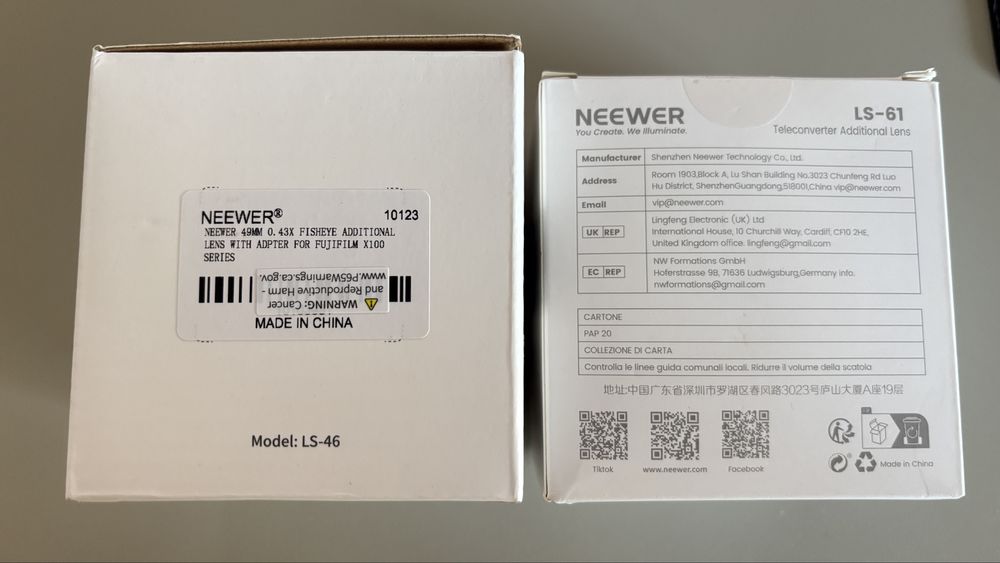 NEEWER® 10123
NEEWER 49MM 0.43X FISHEYE ADDITIONAL
LENS WITH ADPTER FOR FUJIFILM X100
SERIES
⚠ WARNING: Cancer
and Reproductive Harm -
www.P65Warnings.ca.gov.
MADE IN CHINA
Model: LS-46
NEEWER
You Create. We Illuminate.
LS-61
Teleconverter Additional Lens
Manufacturer Shenzhen Neewer Technology Co., Ltd.
Address Room 1903,Block A, Lu Shan Building No.3023 Chunfeng Rd Luo
Hu District, ShenzhenGuangdong,518001,China vip@neewer.com
Email vip@neewer.com
UK REP Lingfeng Electronic (UK) Ltd
International House, 10 Churchill Way, Cardiff, CF10 2HE,
United Kingdom office. lingfeng@gmail.com
EC REP NW Formations GmbH
Hoferstrasse 9B, 71636 Ludwigsburg,Germany info.
nwformations@gmail.com
CARTONE
PAP 20
COLLEZIONE DI CARTA
Controlla le linee guida comunali locali. Ridurre il volume della scatola
地址:中国广东省深圳市罗湖区春风路3023号庐山大厦A座19层
Tiktok www.neewer.com Facebook
Made in China